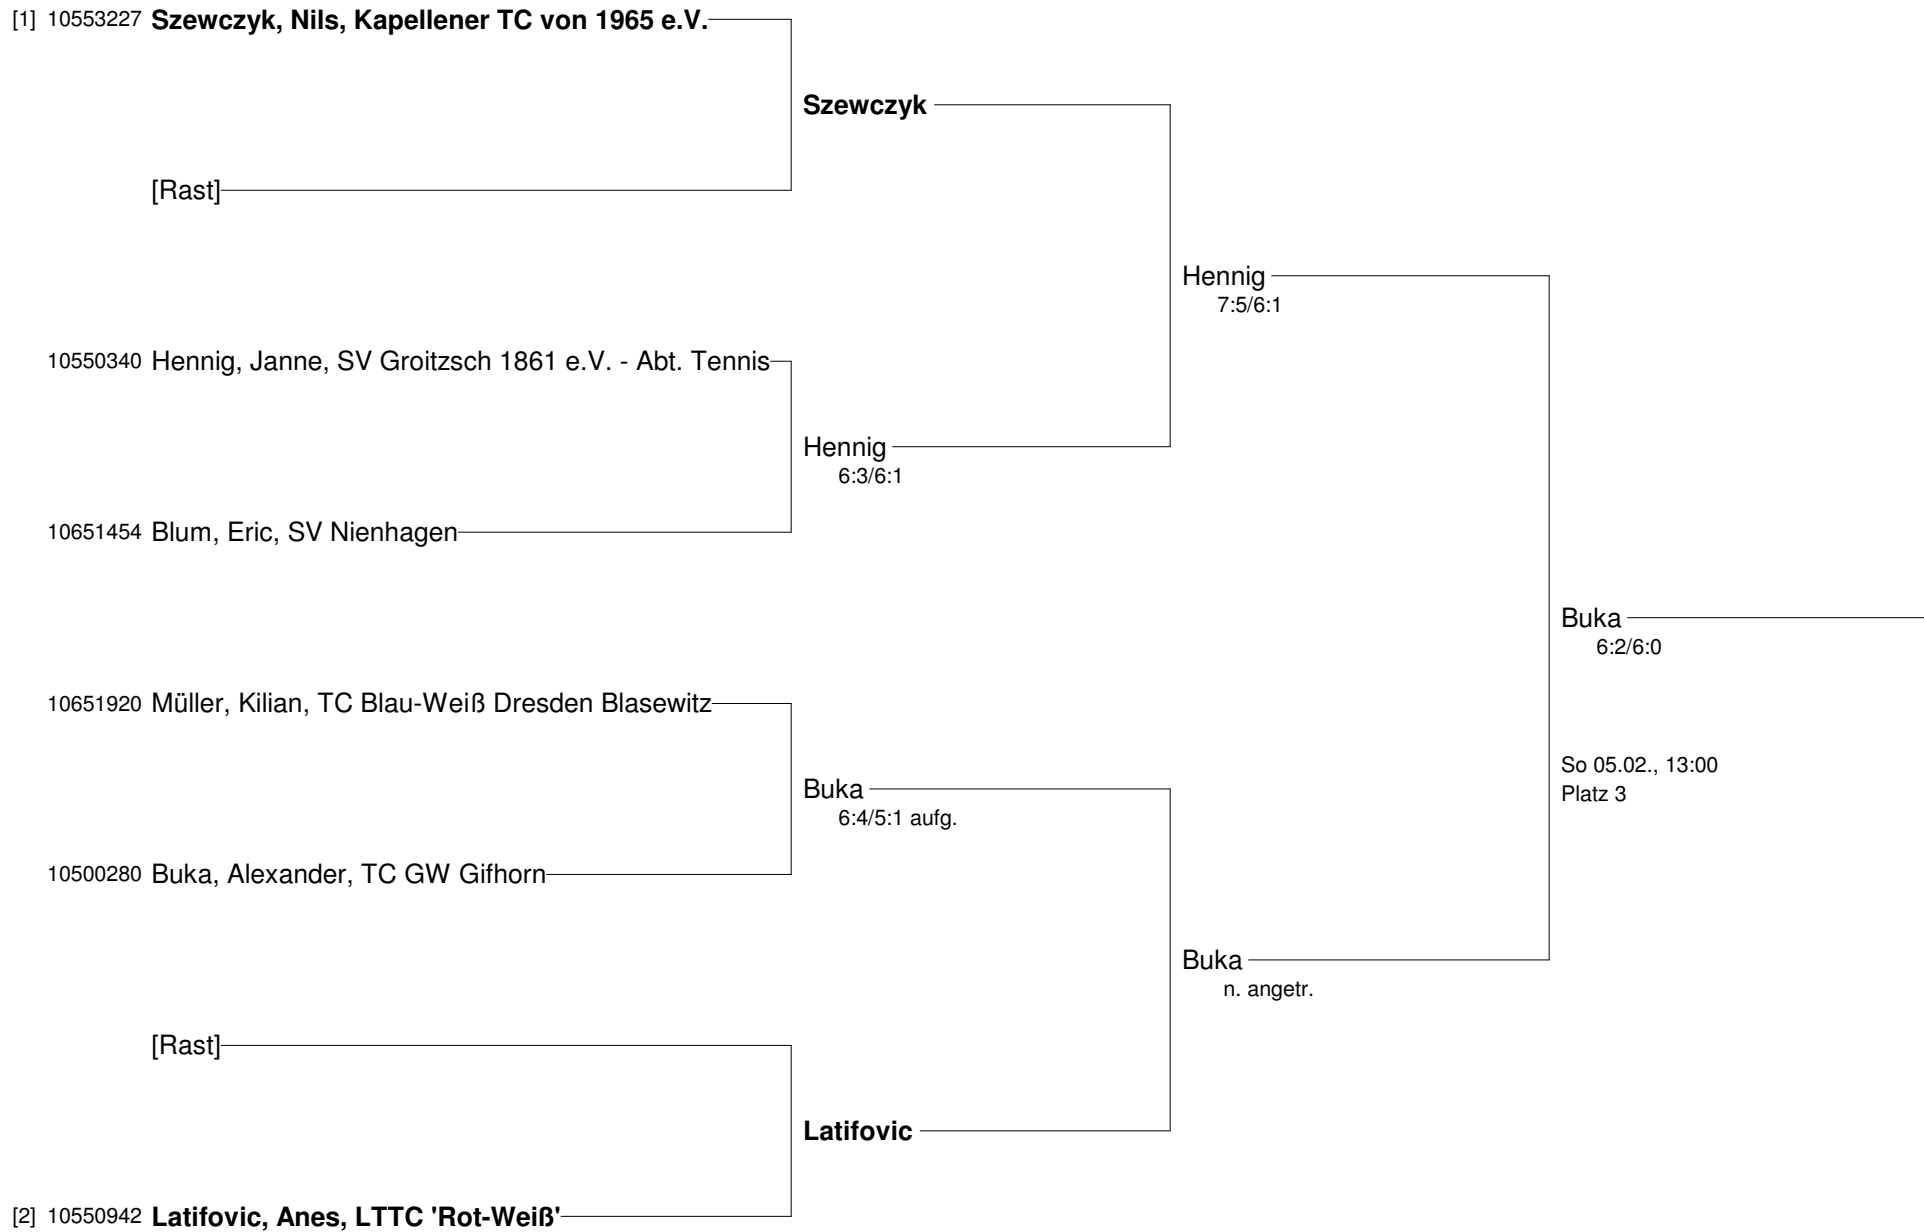 [1] 10553227 Szewczyk, Nils, Kapellener TC von 1965 e.V.
Szewczyk
[Rast]
Hennig
7:5/6:1
10550340 Hennig, Janne, SV Groitzsch 1861 e.V. - Abt. Tennis
Hennig
6:3/6:1
10651454 Blum, Eric, SV Nienhagen
Buka
6:2/6:0
10651920 Müller, Kilian, TC Blau-Weiß Dresden Blasewitz
So 05.02., 13:00
Platz 3
Buka
6:4/5:1 aufg.
10500280 Buka, Alexander, TC GW Gifhorn
Buka
n. angetr.
[Rast]
Latifovic
[2] 10550942 Latifovic, Anes, LTTC 'Rot-Weiß'